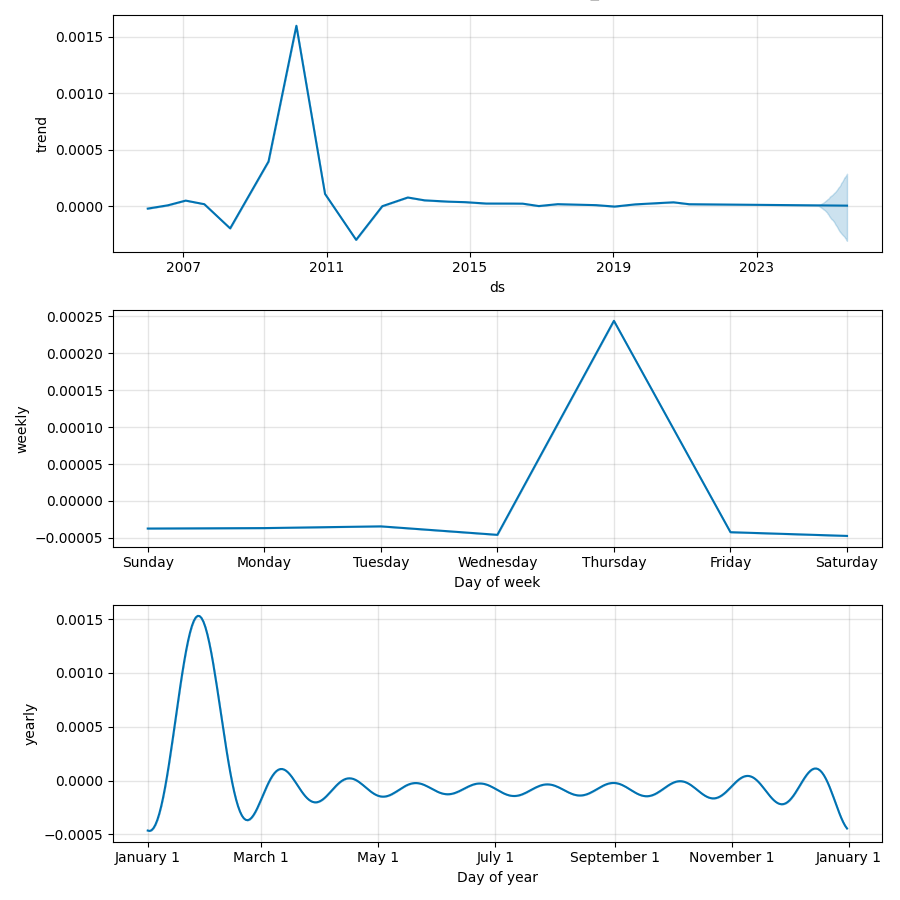 0.0015
0.0010
0.0005
0.0000
trend
2007 2011 2015 2019 2023
ds
0.00025
0.00020
0.00015
0.00010
0.00005
0.00000
−0.00005
weekly
Sunday Monday Tuesday Wednesday Thursday Friday Saturday
Day of week
0.0015
0.0010
0.0005
0.0000
−0.0005
yearly
January 1 March 1 May 1 July 1 September 1 November 1 January 1
Day of year